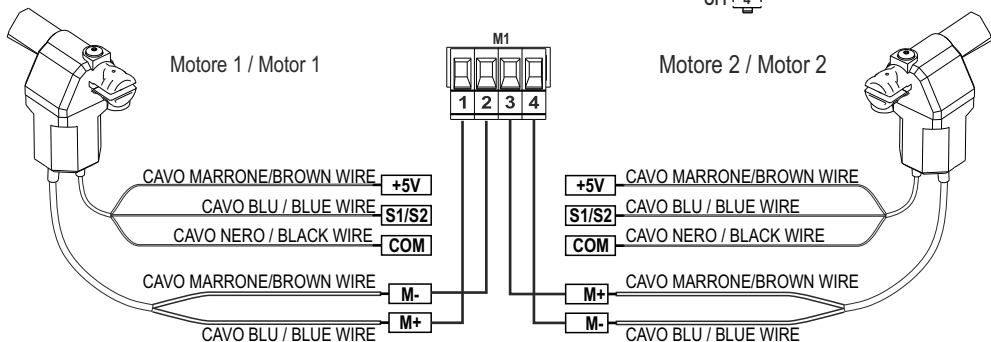 OFF 4
M1
Motore 1 / Motor 1
Motore 2 / Motor 2
1 2 3 4
CAVO MARRONE/BROWN WIRE +5V
CAVO BLU / BLUE WIRE S1/S2
CAVO NERO / BLACK WIRE COM
+5V CAVO MARRONE/BROWN WIRE
S1/S2 CAVO BLU / BLUE WIRE
COM CAVO NERO / BLACK WIRE
CAVO MARRONE/BROWN WIRE M-
M+
CAVO BLU / BLUE WIRE
M+ CAVO MARRONE/BROWN WIRE
M-
CAVO BLU / BLUE WIRE